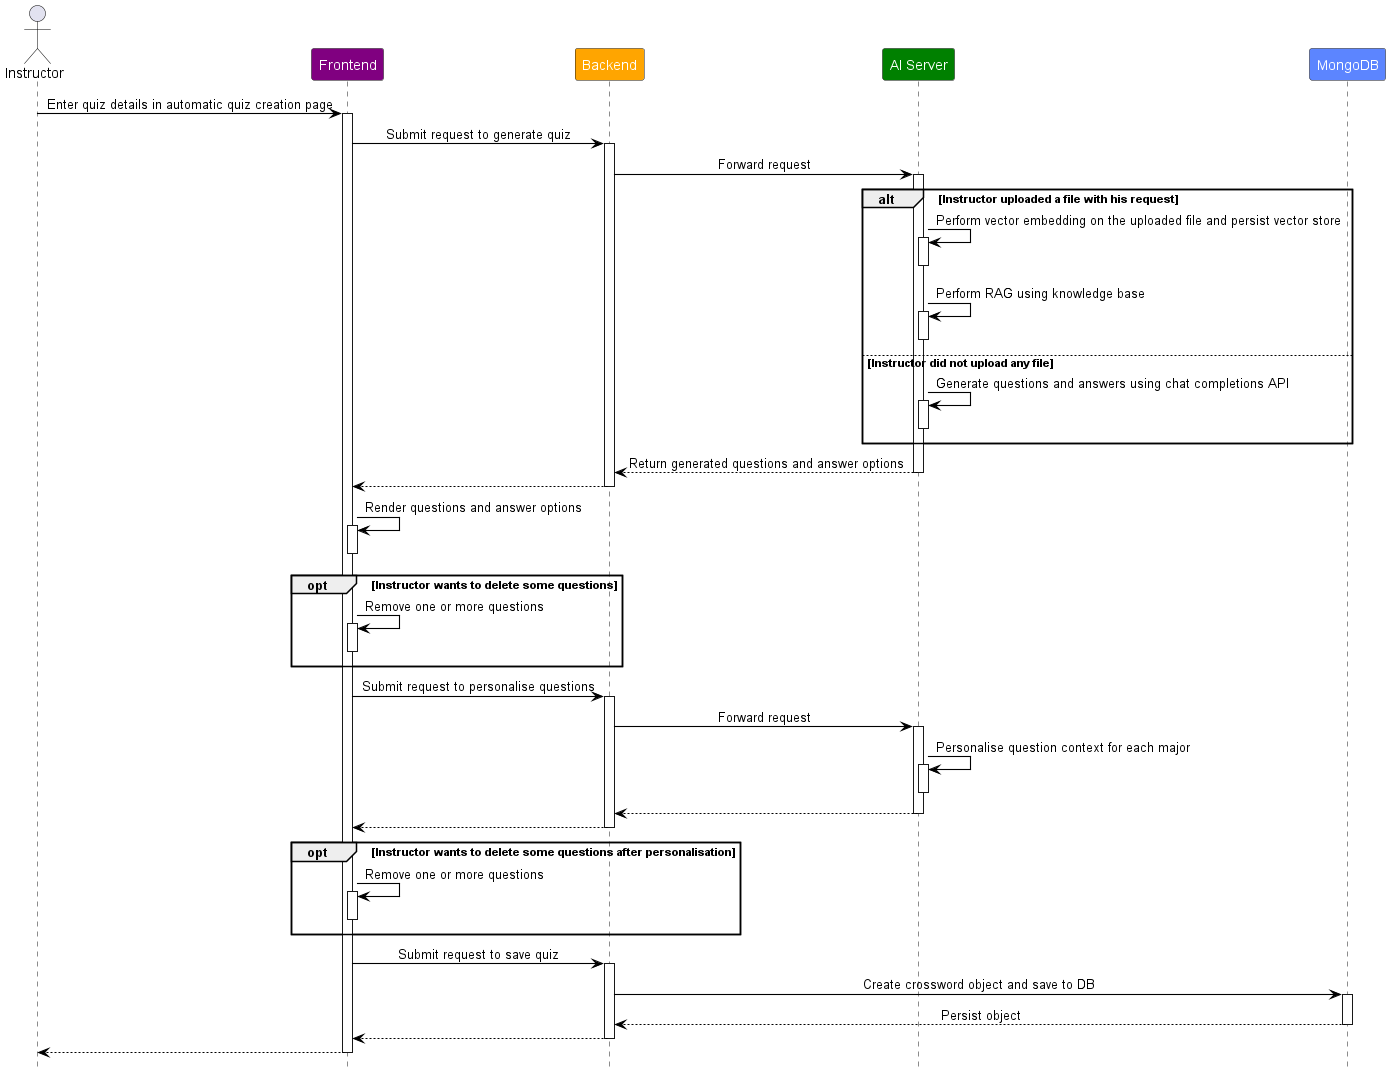 Instructor
Frontend
Backend
AI Server
MongoDB
Enter quiz details in automatic quiz creation page
Submit request to generate quiz
Forward request
alt
[Instructor uploaded a file with his request]
Perform vector embedding on the uploaded file and persist vector store
Perform RAG using knowledge base
[Instructor did not upload any file]
Generate questions and answers using chat completions API
Return generated questions and answer options
Render questions and answer options
opt
[Instructor wants to delete some questions]
Remove one or more questions
Submit request to personalise questions
Forward request
Personalise question context for each major
opt
[Instructor wants to delete some questions after personalisation]
Remove one or more questions
Submit request to save quiz
Create crossword object and save to DB
Persist object